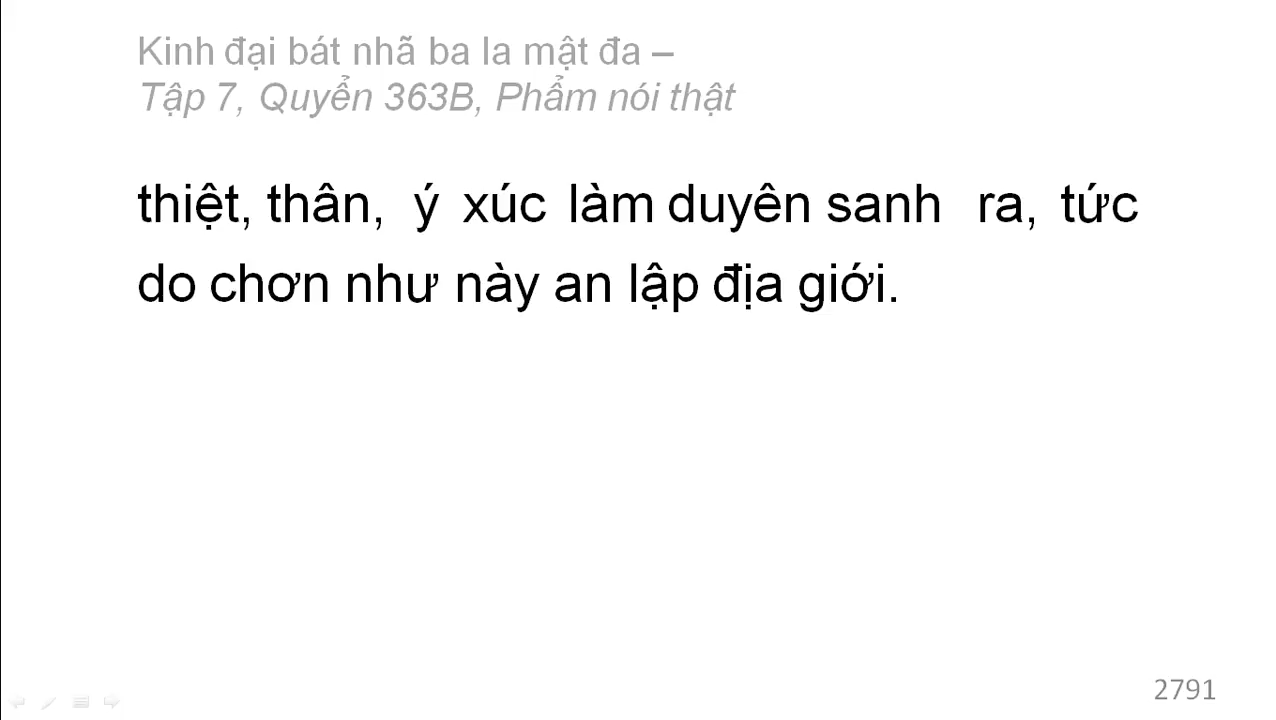 Kinh đại bát nhã ba la mật đa –
Tập 7, Quyển 363B, Phẩm nói thật
thiệt, thân, ý xúc làm duyên sanh ra, tức
do chơn như này an lập địa giới.
2791